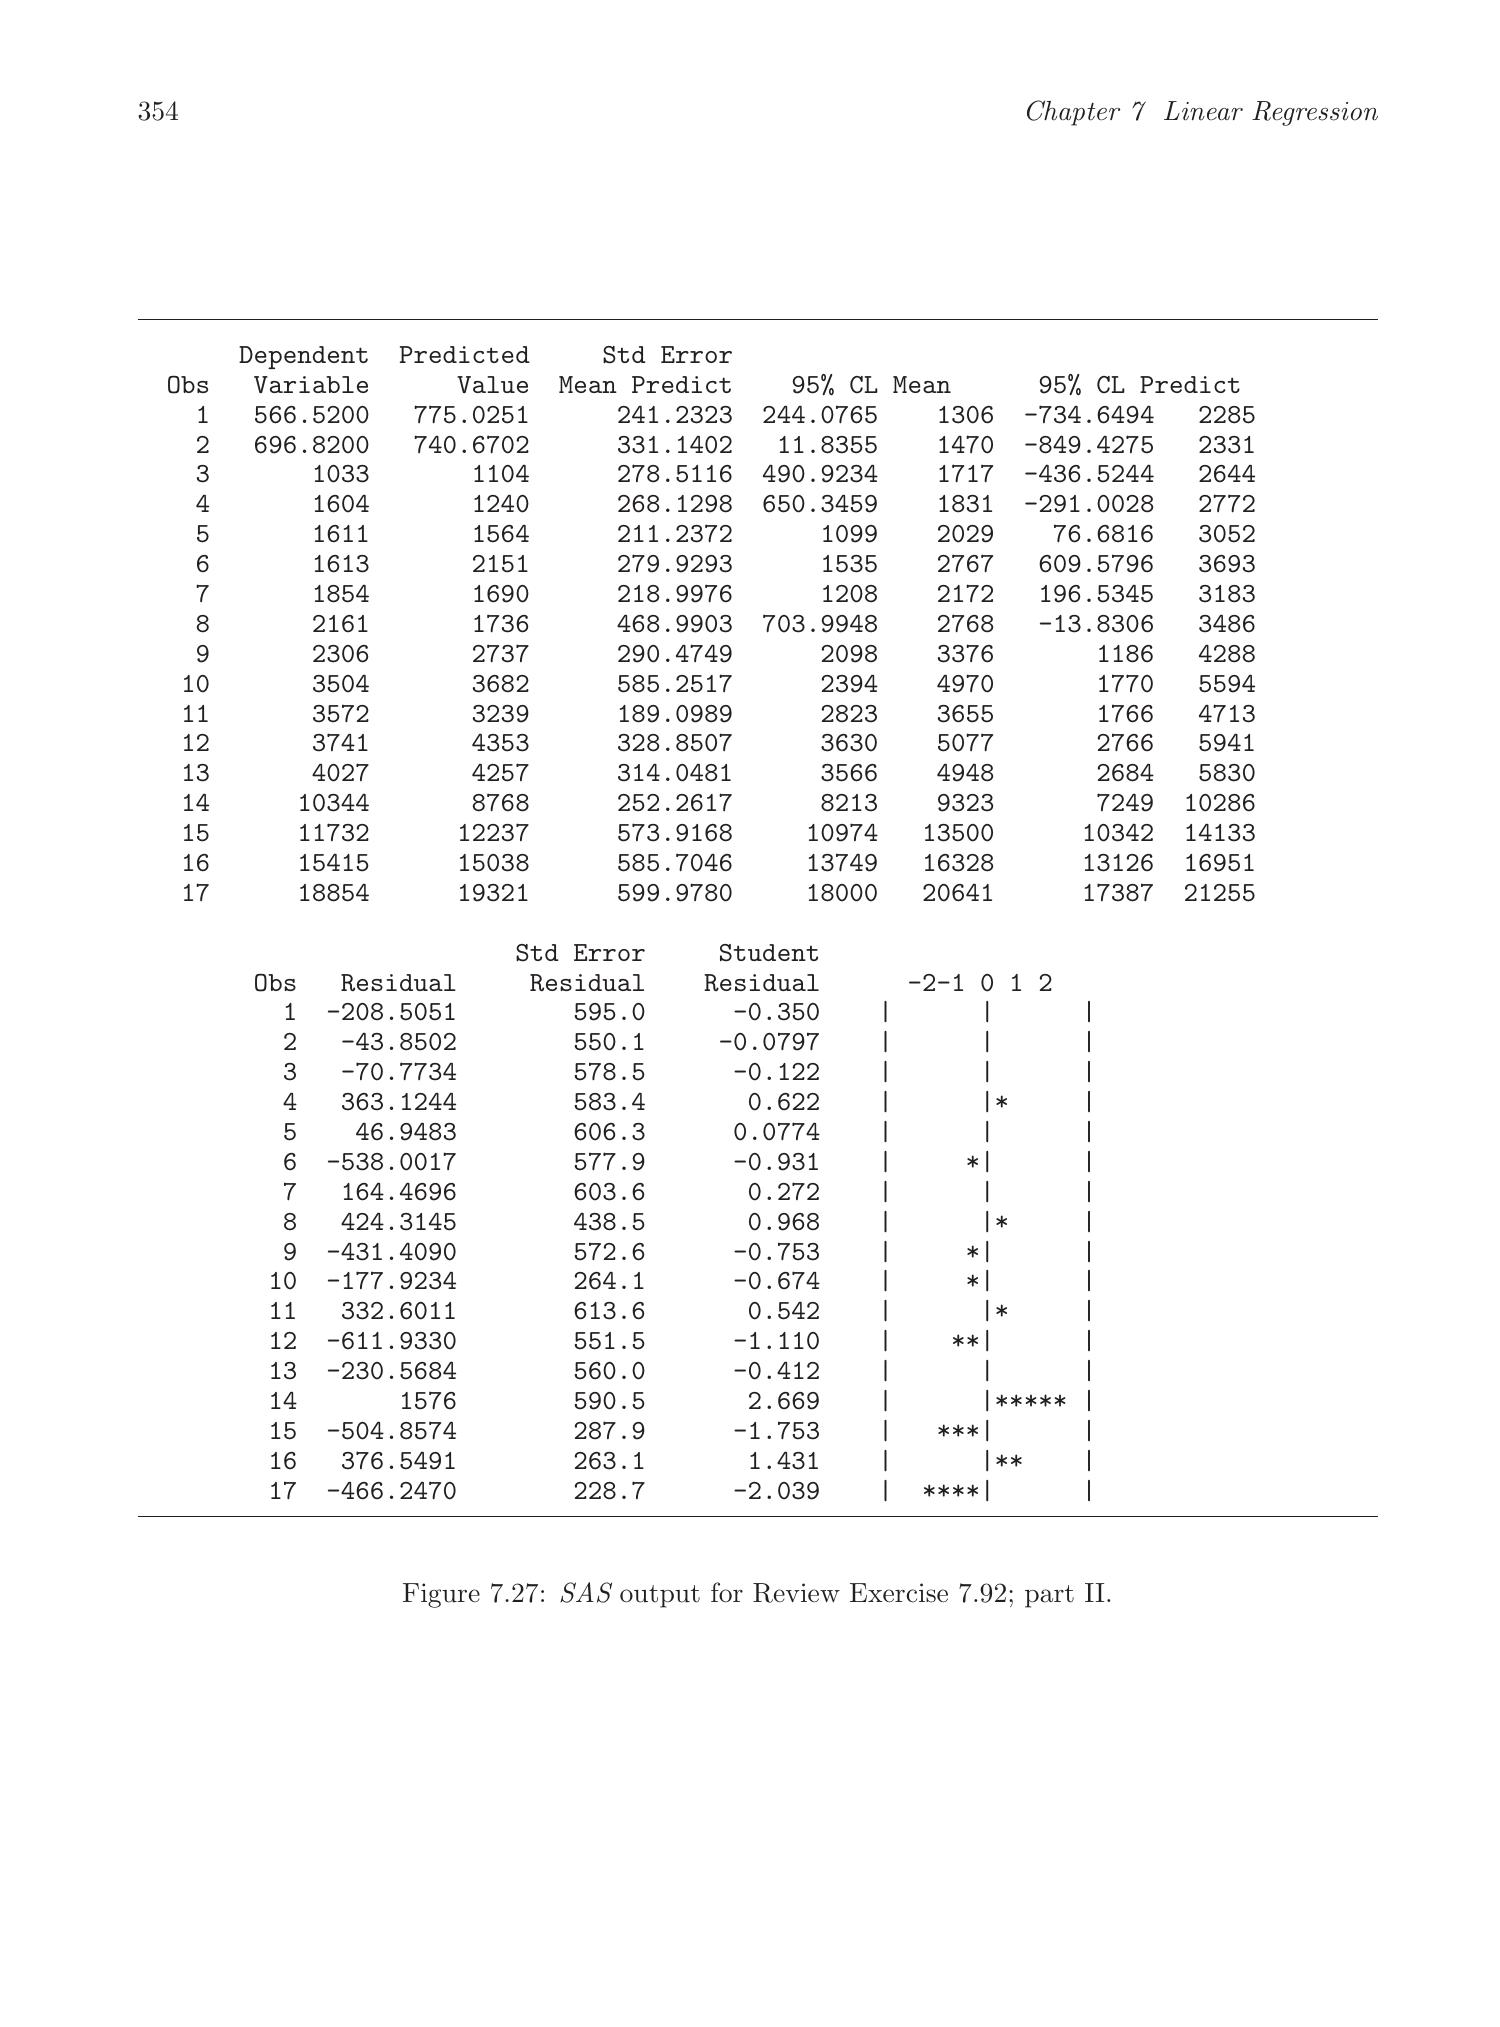 354 Chapter 7 Linear Regression
Dependent Predicted Std Error
Obs Variable Value Mean Predict 95% CL Mean 95% CL Predict
1 566.5200 775.0251 241.2323 244.0765 1306 -734.6494 2285
2 696.8200 740.6702 331.1402 11.8355 1470 -849.4275 2331
3 1033 1104 278.5116 490.9234 1717 -436.5244 2644
4 1604 1240 268.1298 650.3459 1831 -291.0028 2772
5 1611 1564 211.2372 1099 2029 76.6816 3052
6 1613 2151 279.9293 1535 2767 609.5796 3693
7 1854 1690 218.9976 1208 2172 196.5345 3183
8 2161 1736 468.9903 703.9948 2768 -13.8306 3486
9 2306 2737 290.4749 2098 3376 1186 4288
10 3504 3682 585.2517 2394 4970 1770 5594
11 3572 3239 189.0989 2823 3655 1766 4713
12 3741 4353 328.8507 3630 5077 2766 5941
13 4027 4257 314.0481 3566 4948 2684 5830
14 10344 8768 252.2617 8213 9323 7249 10286
15 11732 12237 573.9168 10974 13500 10342 14133
16 15415 15038 585.7046 13749 16328 13126 16951
17 18854 19321 599.9780 18000 20641 17387 21255
Std Error Student
Obs Residual Residual Residual -2-1 0 1 2
1 -208.5051 595.0 -0.350 | | |
2 -43.8502 550.1 -0.0797 | | |
3 -70.7734 578.5 -0.122 | | |
4 363.1244 583.4 0.622 | |* |
5 46.9483 606.3 0.0774 | | |
6 -538.0017 577.9 -0.931 | *| |
7 164.4696 603.6 0.272 | | |
8 424.3145 438.5 0.968 | |* |
9 -431.4090 572.6 -0.753 | *| |
10 -177.9234 264.1 -0.674 | *| |
11 332.6011 613.6 0.542 | |* |
12 -611.9330 551.5 -1.110 | **| |
13 -230.5684 560.0 -0.412 | | |
14 1576 590.5 2.669 | |***** |
15 -504.8574 287.9 -1.753 | ***| |
16 376.5491 263.1 1.431 | |** |
17 -466.2470 228.7 -2.039 | ****| |
Figure 7.27: SAS output for Review Exercise 7.92; part II.